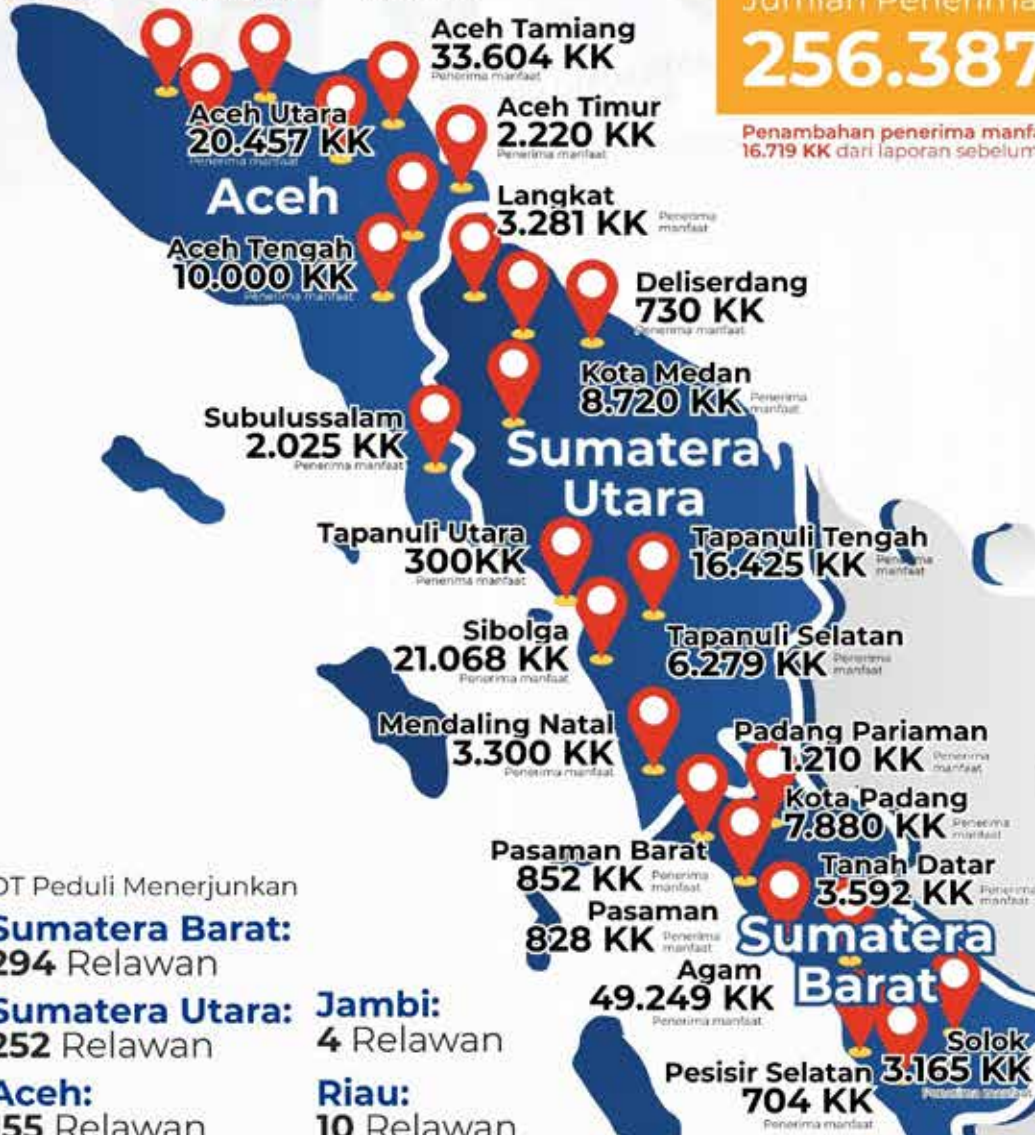 Jumlah Penerima
256.387
Penambahan penerima manfa
16.719 KK dari laporan sebelum
Aceh Tamiang
33.604 KK
Penerima manfaat
Aceh Utara
20.457 KK
Penerima manfaat
Aceh Timur
2.220 KK
Penerima manfaat
Aceh
Langkat
3.281 KK
Penerima
manfaat
Aceh Tengah
10.000 KK
Penerima manfaat
Deliserdang
730 KK
Penerima manfaat
Kota Medan
8.720 KK
Penerima
manfaat
Subulussalam
2.025 KK
Penerima manfaat
Sumatera
Utara
Tapanuli Utara
300KK
Penerima manfaat
Tapanuli Tengah
16.425 KK
Penerima
manfaat
Sibolga
21.068 KK
Penerima manfaat
Tapanuli Selatan
6.279 KK
Penerima
manfaat
Mendaling Natal
3.300 KK
Penerima manfaat
Padang Pariaman
1.210 KK
Penerima
manfaat
Kota Padang
7.880 KK
Penerima
manfaat
Pasaman Barat
852 KK
Penerima
manfaat
Tanah Datar
3.592 KK
Penerima
manfaat
Pasaman
828 KK
Penerima
manfaat
Sumatera
Barat
Agam
49.249 KK
Penerima manfaat
Solok
3.165 KK
Penerima manfaat
Pesisir Selatan
704 KK
Penerima manfaat
DT Peduli Menerjunkan
Sumatera Barat:
294 Relawan
Sumatera Utara:
252 Relawan
Jambi:
4 Relawan
Aceh:
55 Relawan
Riau:
10 Relawan